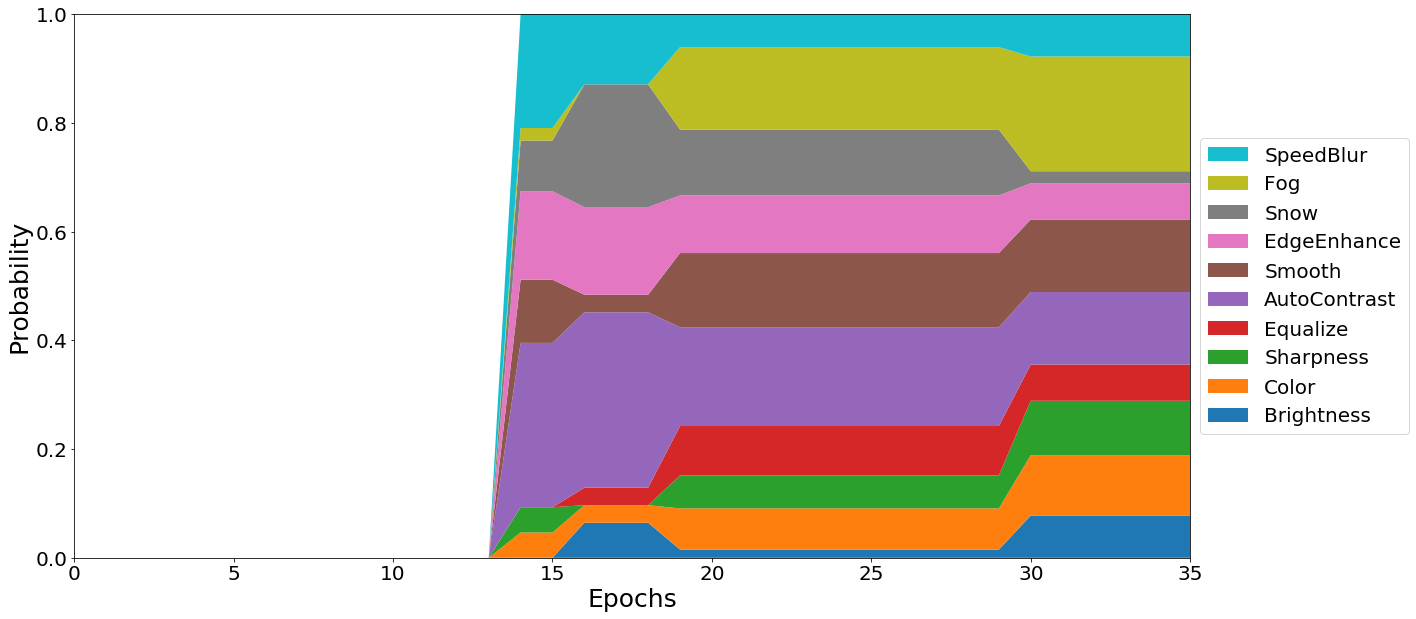 1.0
0.8
0.6
0.4
0.2
0.0
Probability
0 5 10 15 20 25 30 35
Epochs
SpeedBlur
Fog
Snow
EdgeEnhance
Smooth
AutoContrast
Equalize
Sharpness
Color
Brightness